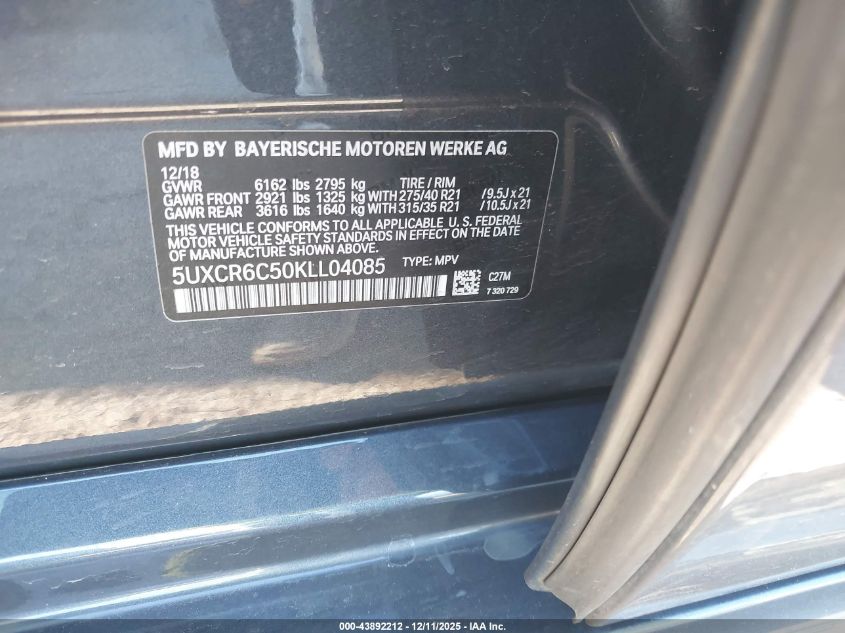 MFD BY BAYERISCHE MOTOREN WERKE AG
12/18
GVWR 6162 lbs 2795 kg TIRE / RIM
GAWR FRONT 2921 lbs 1325 kg WITH 275/40 R21 /9.5J x 21
GAWR REAR 3616 lbs 1640 kg WITH 315/35 R21 /10.5J x 21
THIS VEHICLE CONFORMS TO ALL APPLICABLE U. S. FEDERAL
MOTOR VEHICLE SAFETY STANDARDS IN EFFECT ON THE DATE
OF MANUFACTURE SHOWN ABOVE.
5UXCR6C50KLL04085 TYPE: MPV
C27M
7 320 729
000-43892212 - 12/11/2025 - IAA Inc.